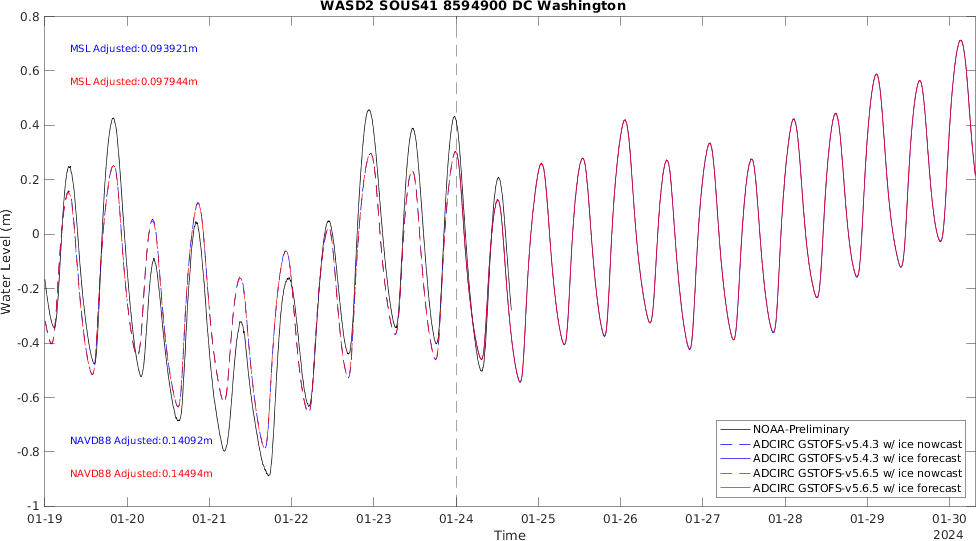 WASD2 SOUS41 8594900 DC Washington
0.8
MSL Adjusted:0.093921m
0.6
MSL Adjusted:0.097944m
0.4
0.2
0
-0.2
-0.4
-0.6
-0.8
-1
Water Level (m)
NAVD88 Adjusted:0.14092m
NAVD88 Adjusted:0.14494m
NOAA-Preliminary
ADCIRC GSTOFS-v5.4.3 w/ ice nowcast
ADCIRC GSTOFS-v5.4.3 w/ ice forecast
ADCIRC GSTOFS-v5.6.5 w/ ice nowcast
ADCIRC GSTOFS-v5.6.5 w/ ice forecast
01-19 01-20 01-21 01-22 01-23 01-24 01-25 01-26 01-27 01-28 01-29 01-30
Time
2024